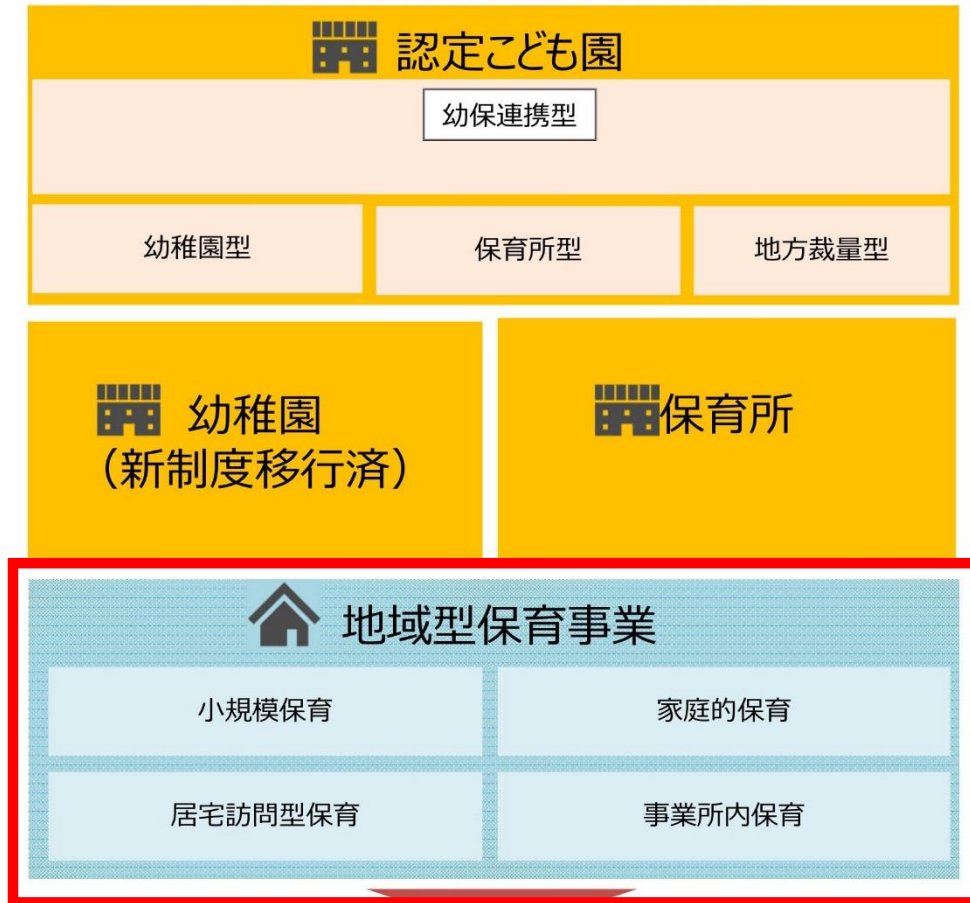 認定こども園
幼保連携型
幼稚園型
保育所型
地方裁量型
幼稚園
（新制度移行済）
保育所
地域型保育事業
小規模保育
家庭的保育
居宅訪問型保育
事業所内保育